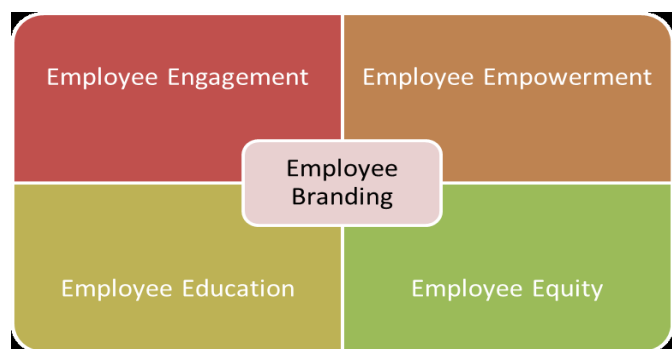 Employee Engagement
Employee Empowerment
Employee
Branding
Employee Education
Employee Equity